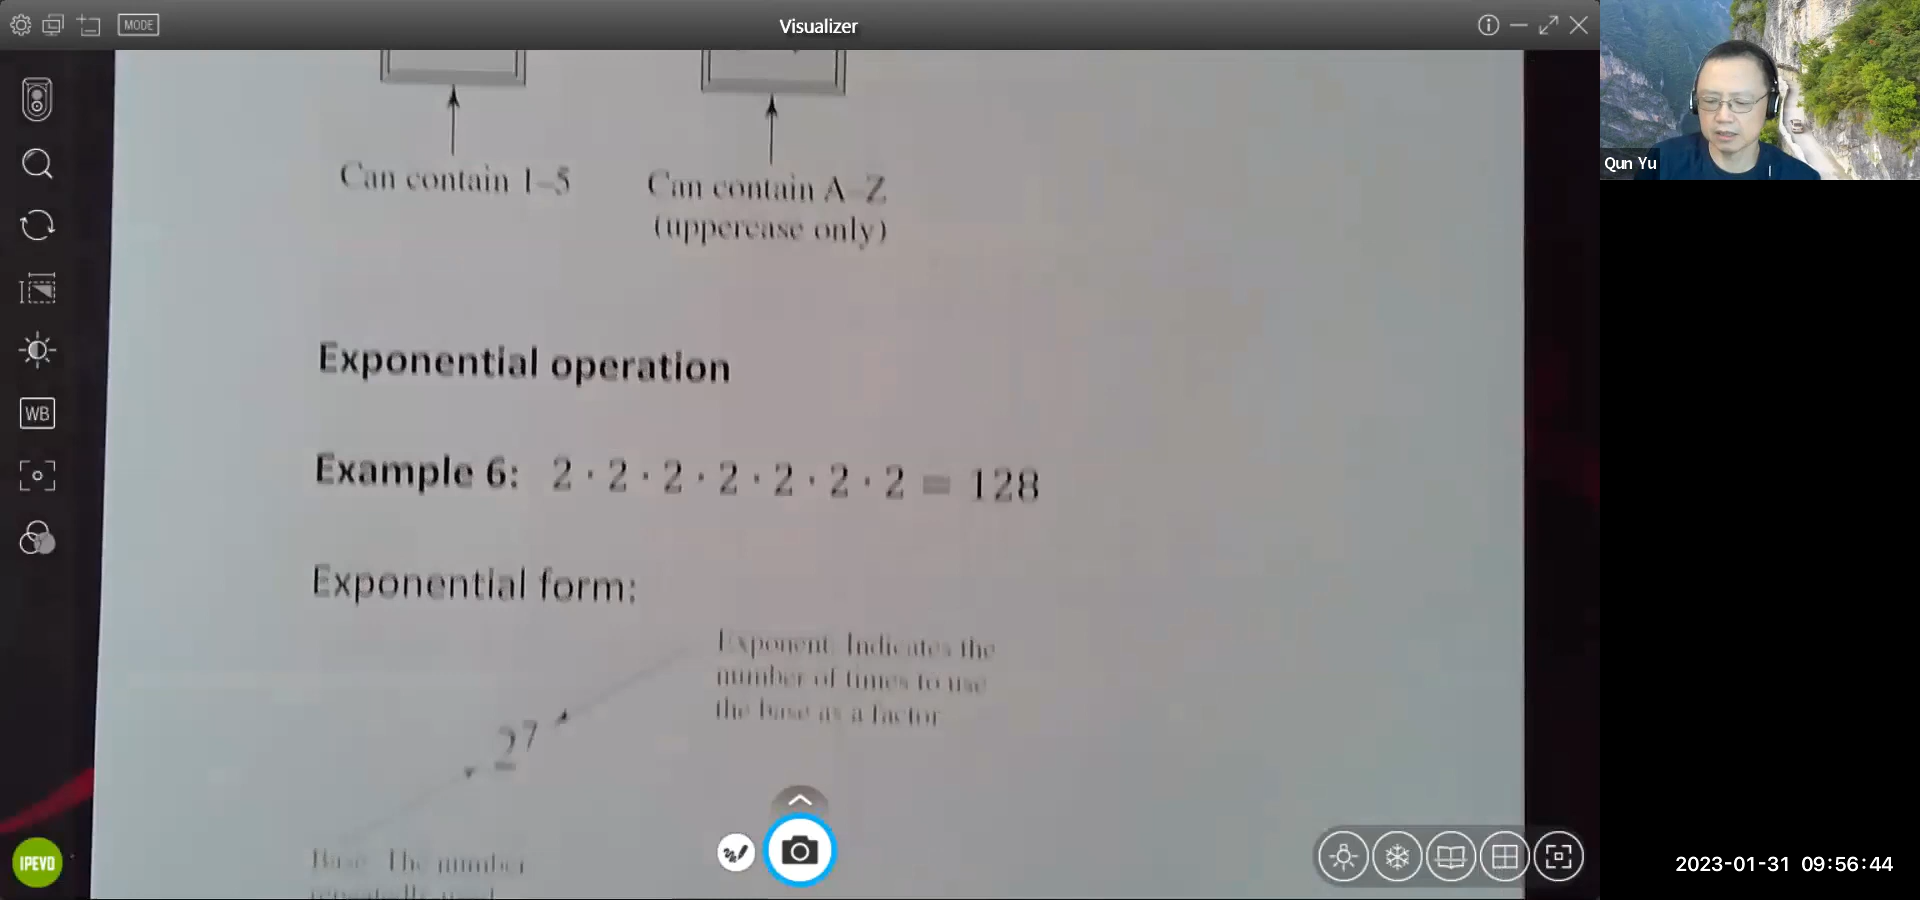 MODE
Visualizer
Can contain 1–5
Can contain A–Z
(uppercase only)
Qun Yu
Exponential operation
WB
Example 6: 2 · 2 · 2 · 2 · 2 · 2 · 2 = 128
Exponential form:
Exponent: Indicates the
number of times to use
the base as a factor
2⁷
Base: The number
repeatedly used
IPEVO
2023-01-31 09:56:44